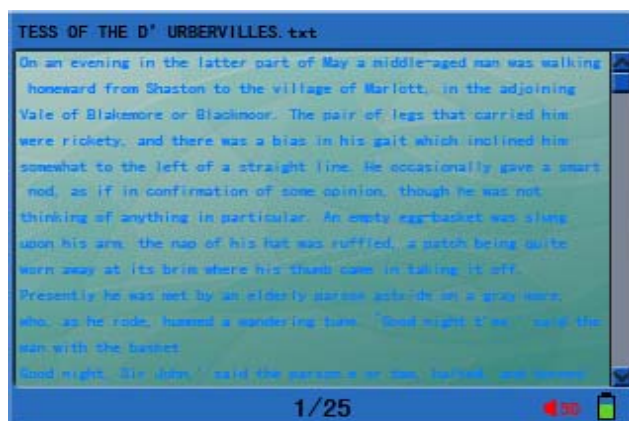 TESS OF THE D' URBERVILLES.txt
On an evening in the latter part of May a middle-aged man was walking
homeward from Shaston to the village of Marlott, in the adjoining
Vale of Blakemore or Blackmoor. The pair of legs that carried him
were rickety, and there was a bias in his gait which inclined him
somewhat to the left of a straight line. He occasionally gave a smart
nod, as if in confirmation of some opinion, though he was not
thinking of anything in particular. An empty egg-basket was slung
upon his arm, the nap of his hat was ruffled, a patch being quite
worn away at its brim where his thumb came in taking it off.
Presently he was met by an elderly parson astride on a gray mare,
who, as he rode, hummed a wandering tune. "Good night t'ee," said the
man with the basket.
Good night, Sir John," said the parson
1/25
30